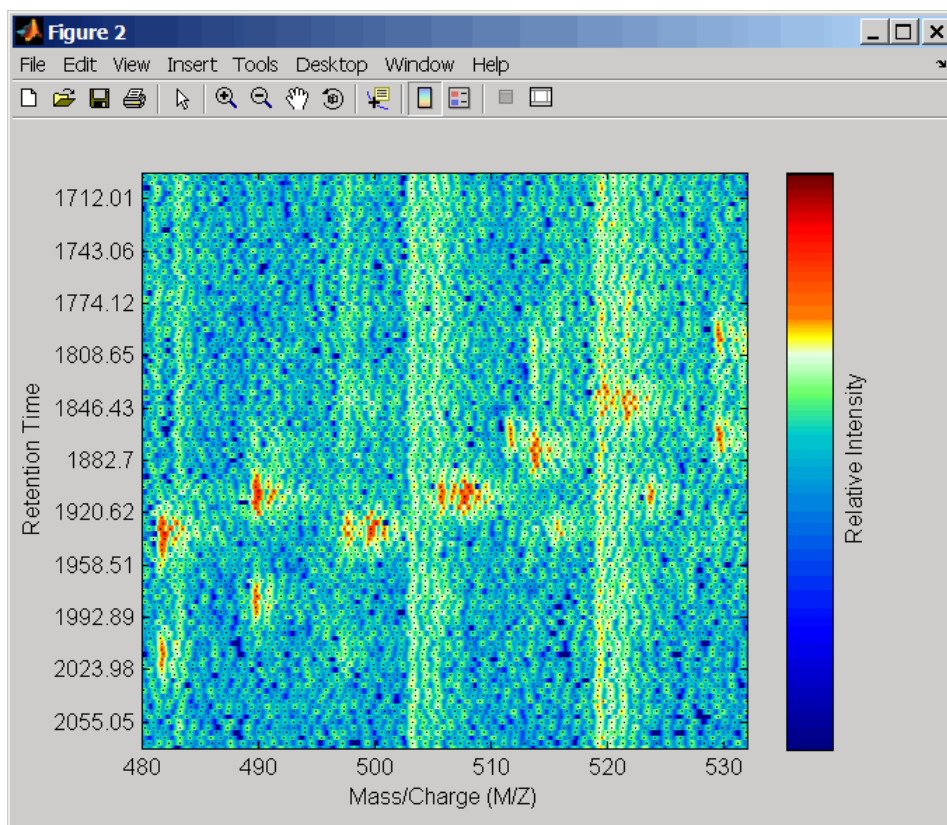 Figure 2
File Edit View Insert Tools Desktop Window Help
1712.01
1743.06
1774.12
1808.65
1846.43
1882.7
1920.62
1958.51
1992.89
2023.98
2055.05
Retention Time
480 490 500 510 520 530
Mass/Charge (M/Z)
Relative Intensity